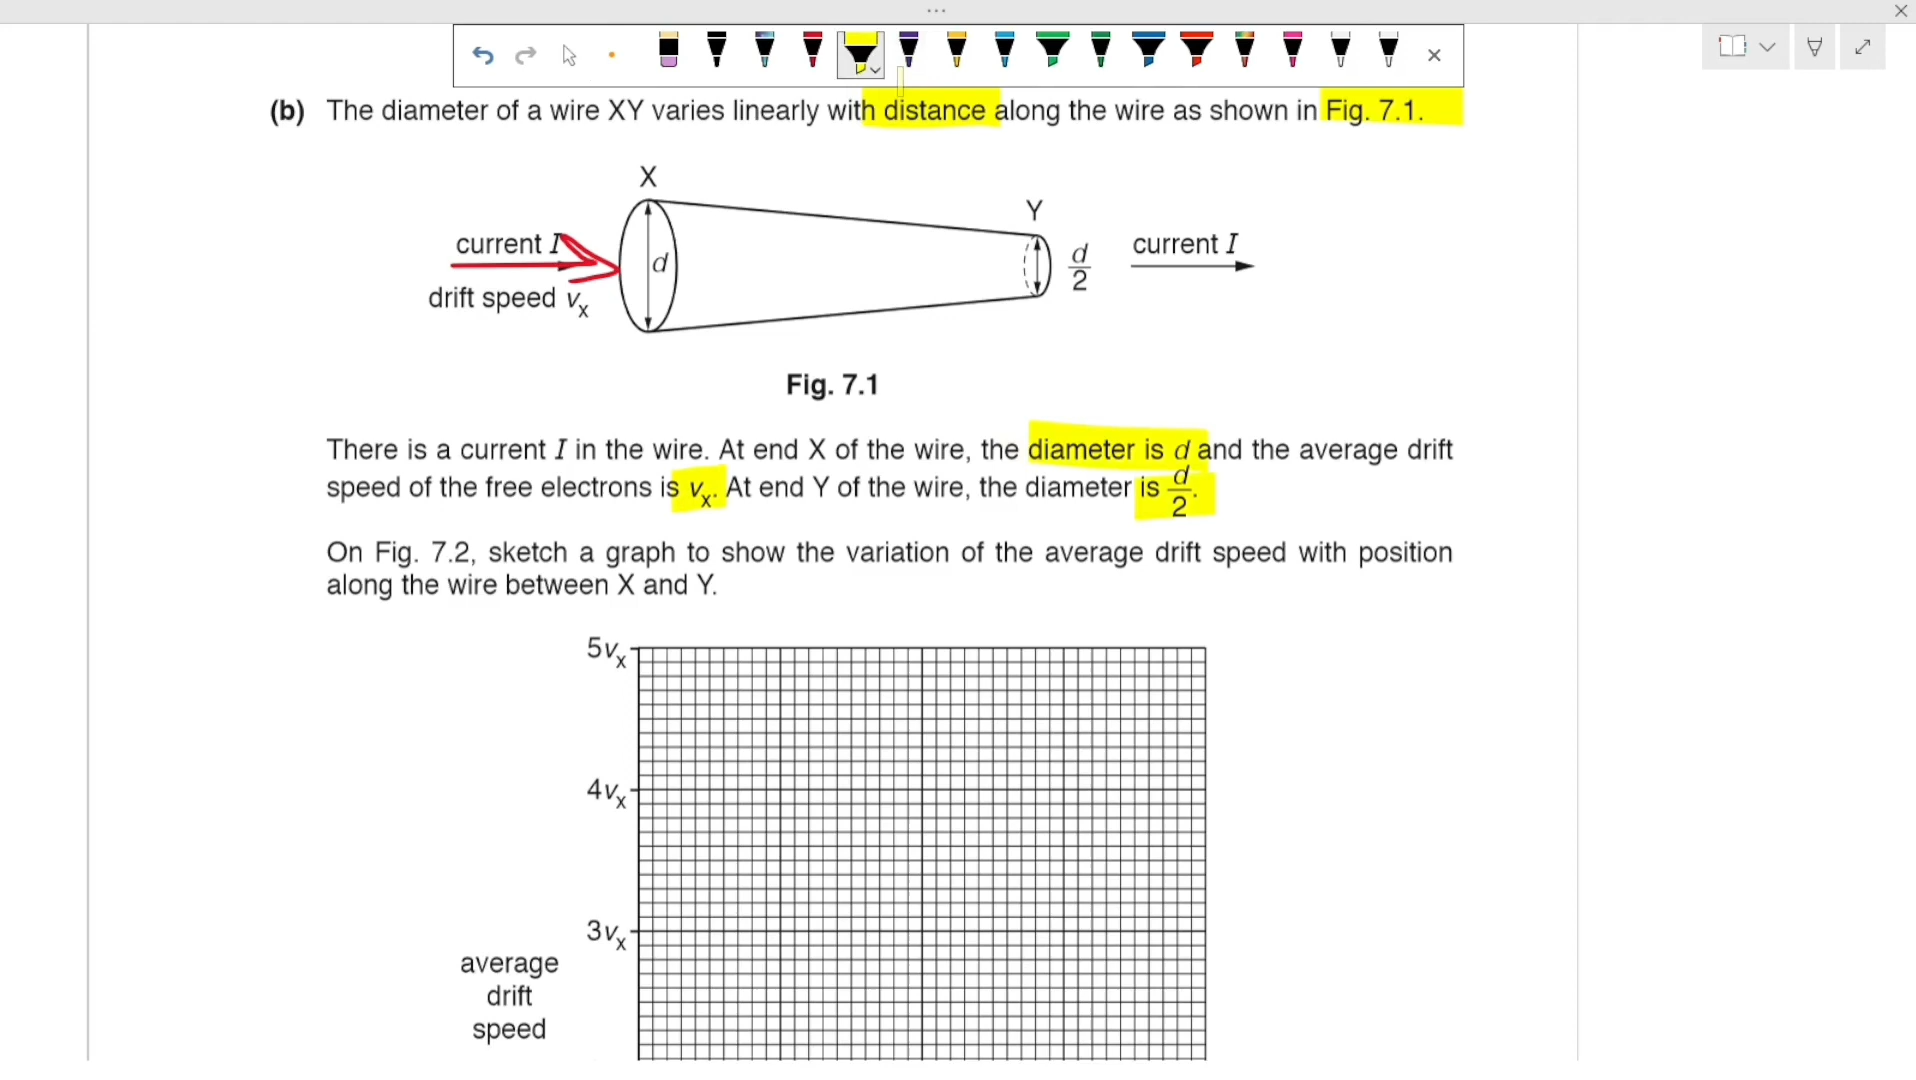 (b) The diameter of a wire XY varies linearly with distance along the wire as shown in Fig. 7.1.
X
Y
current I
d
d/2
current I
drift speed vx
Fig. 7.1
There is a current I in the wire. At end X of the wire, the diameter is d and the average drift
speed of the free electrons is vx. At end Y of the wire, the diameter is d/2.
On Fig. 7.2, sketch a graph to show the variation of the average drift speed with position
along the wire between X and Y.
5vx
4vx
3vx
average
drift
speed